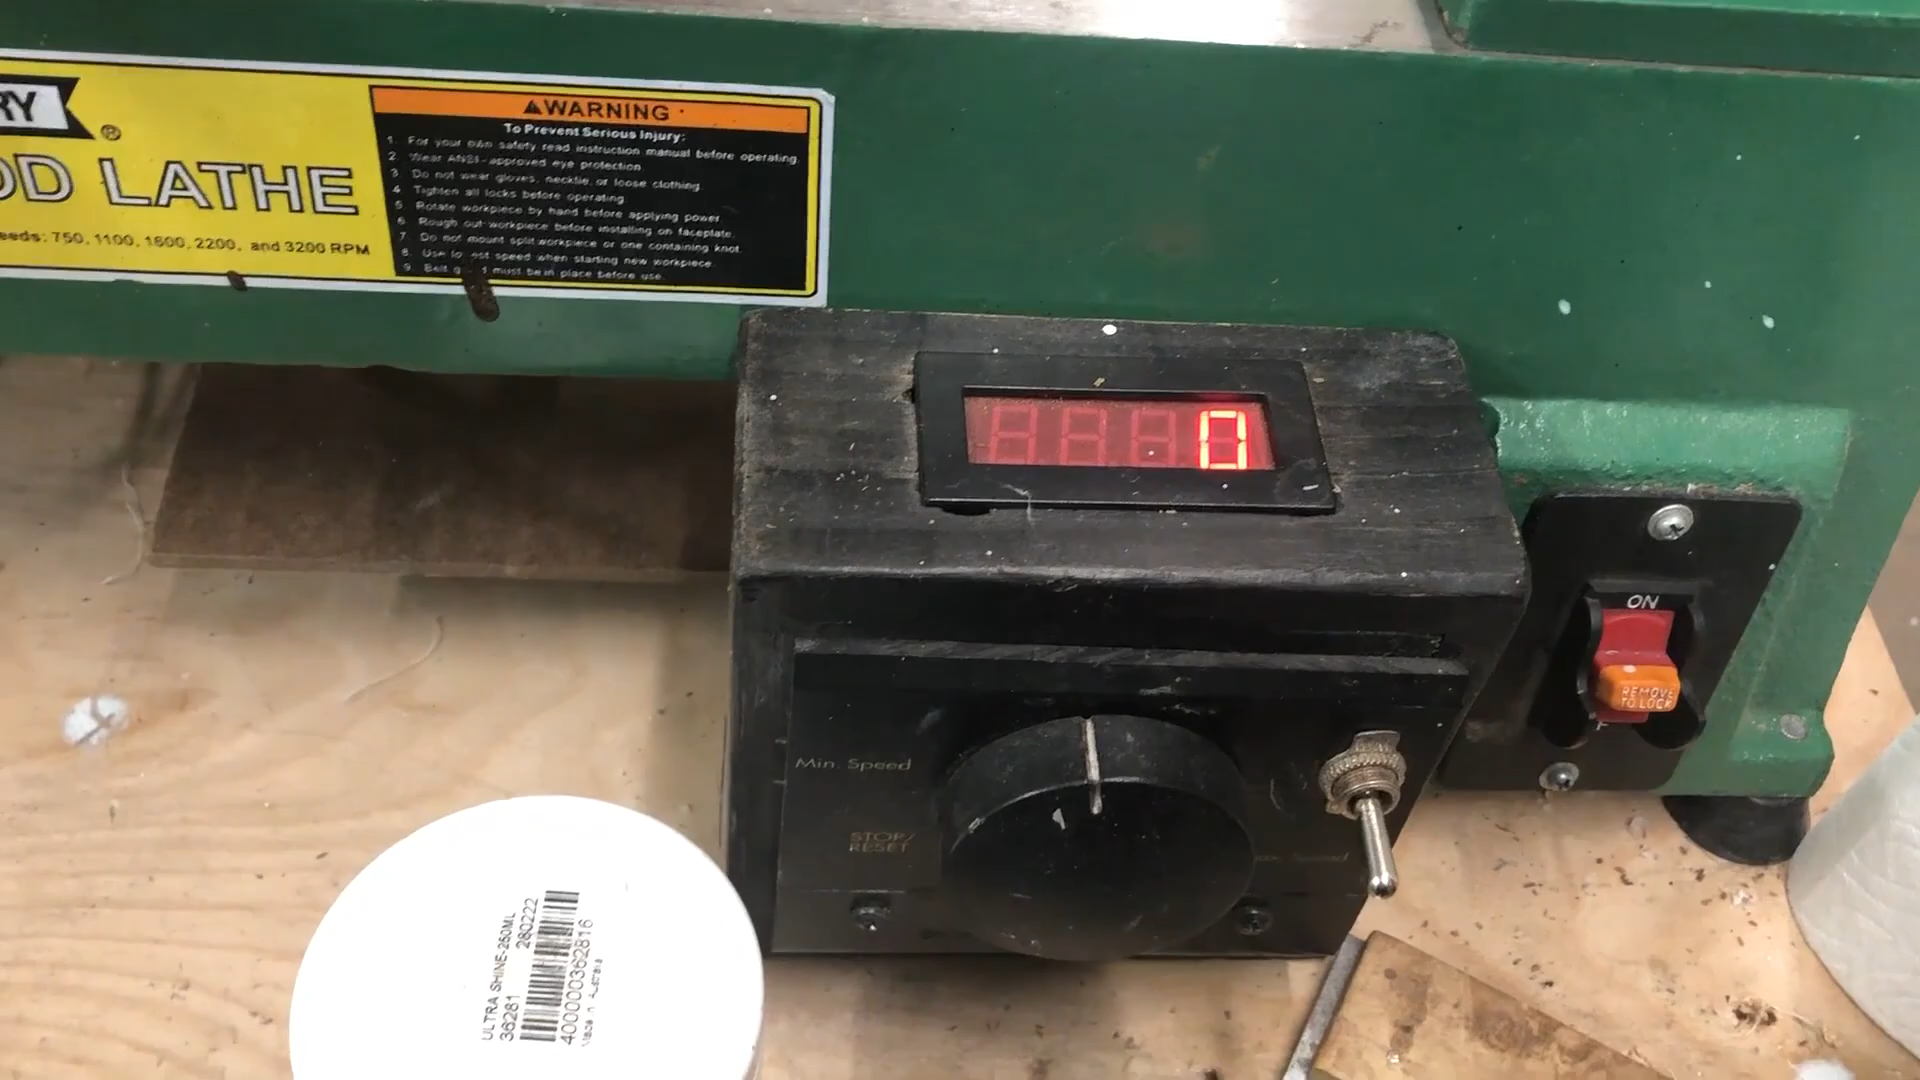 RY
®
OD LATHE
eeds: 750, 1100, 1600, 2200, and 3200 RPM
WARNING
To Prevent Serious Injury:
1. For your own safety read instruction manual before operating.
2. Wear ANSI-approved eye protection
3. Do not wear gloves, necktie, or loose clothing.
4. Tighten all locks before operating.
5. Rotate workpiece by hand before applying power.
6. Rough out workpiece before installing on faceplate.
7. Do not mount split workpiece or one containing knot.
8. Use lo est speed when starting new workpiece.
9. Belt g d must be in place before use.
0
ON
REMOVE
TO LOCK
Min. Speed
STOP/
RESET
Speed
ULTRA SHINE-250ML
36281 280222
4000000362816
Made in Australia